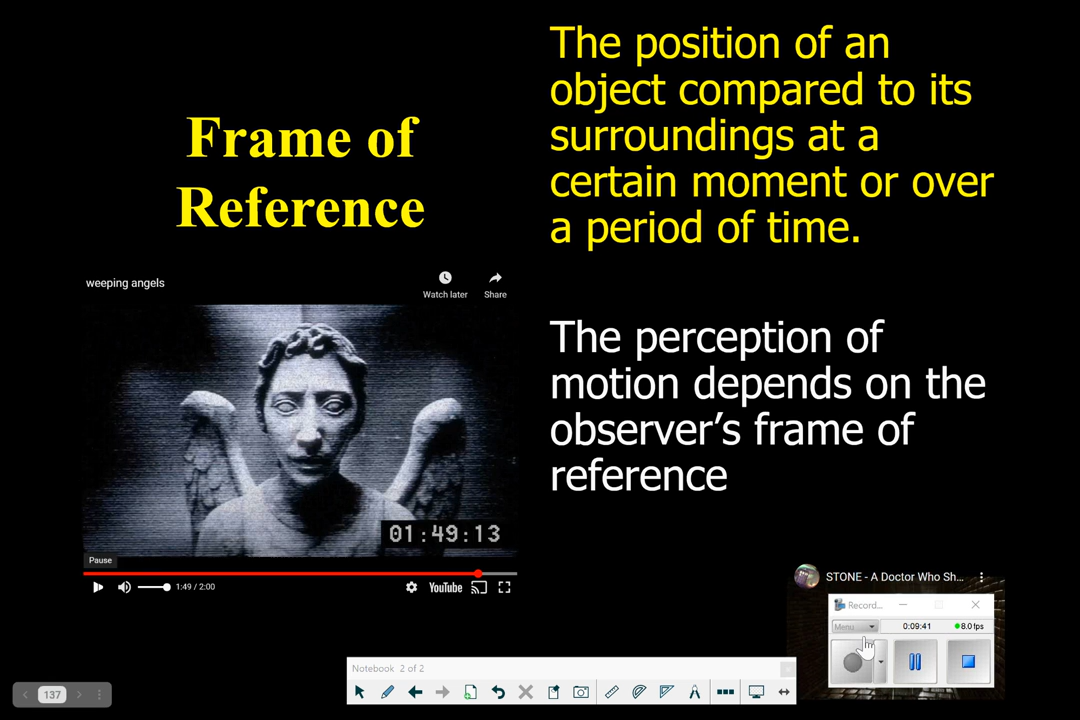 The position of an
object compared to its
surroundings at a
certain moment or over
a period of time.
Frame of
Reference
weeping angels
Watch later
Share
The perception of
motion depends on the
observer’s frame of
reference
01:49:13
Pause
1:49 / 2:00
YouTube
STONE - A Doctor Who Sh...
Record...
Menu
0:09:41
8.0 fps
Notebook 2 of 2
137